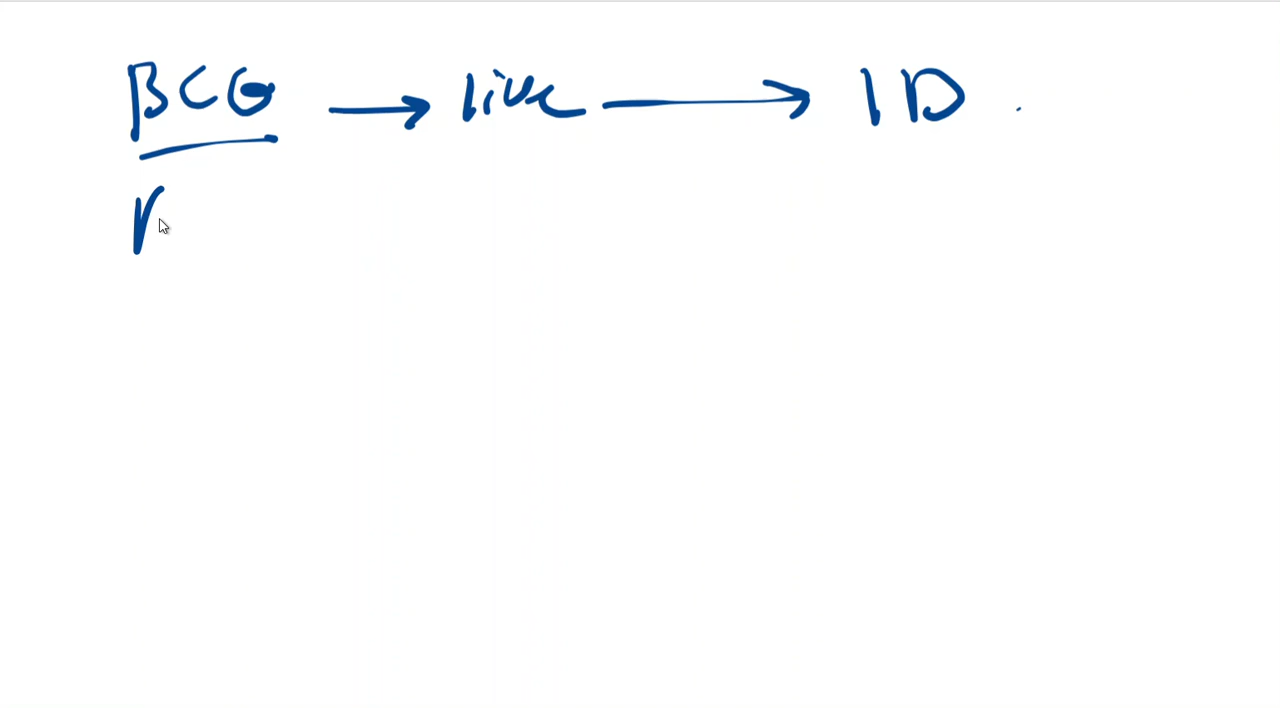 BCG → live → ID